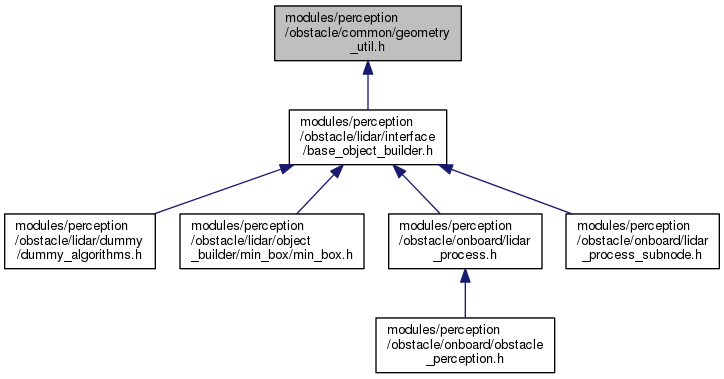 modules/perception
/obstacle/common/geometry
_util.h
modules/perception
/obstacle/lidar/interface
/base_object_builder.h
modules/perception
/obstacle/lidar/dummy
/dummy_algorithms.h
modules/perception
/obstacle/lidar/object
_builder/min_box/min_box.h
modules/perception
/obstacle/onboard/lidar
_process.h
modules/perception
/obstacle/onboard/lidar
_process_subnode.h
modules/perception
/obstacle/onboard/obstacle
_perception.h